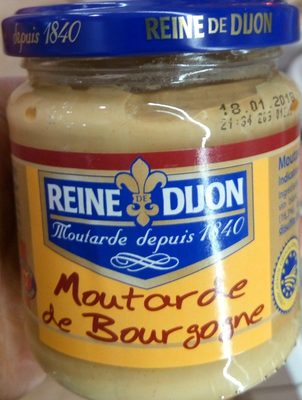 depuis 1840 REINE DE DIJON
18.01.2019
REINE DE DIJON
Moutarde depuis 1840
Moutarde
de Bourgogne